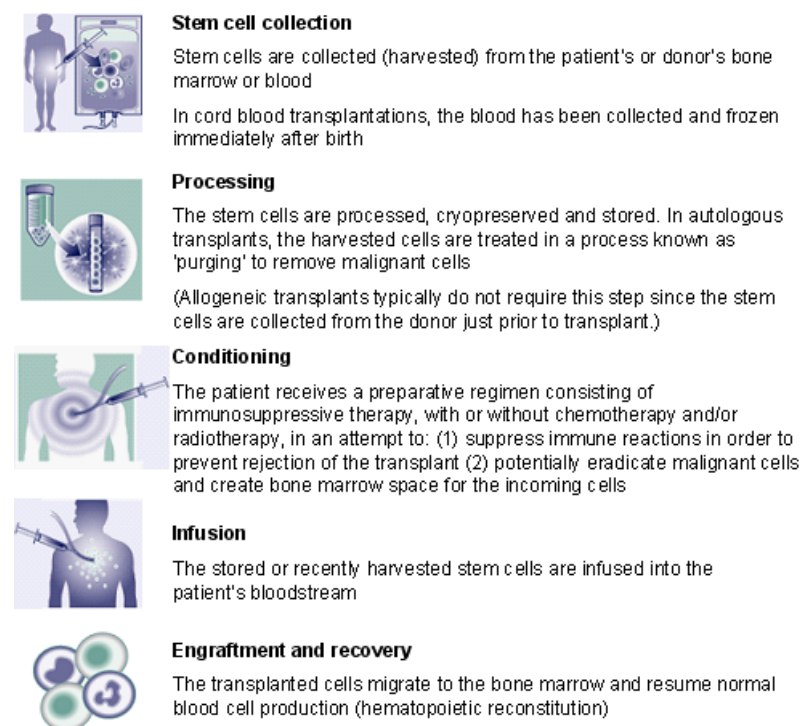 Stem cell collection
Stem cells are collected (harvested) from the patient's or donor's bone
marrow or blood
In cord blood transplantations, the blood has been collected and frozen
immediately after birth
Processing
The stem cells are processed, cryopreserved and stored. In autologous
transplants, the harvested cells are treated in a process known as
'purging' to remove malignant cells
(Allogeneic transplants typically do not require this step since the stem
cells are collected from the donor just prior to transplant.)
Conditioning
The patient receives a preparative regimen consisting of
immunosuppressive therapy, with or without chemotherapy and/or
radiotherapy, in an attempt to: (1) suppress immune reactions in order to
prevent rejection of the transplant (2) potentially eradicate malignant cells
and create bone marrow space for the incoming cells
Infusion
The stored or recently harvested stem cells are infused into the
patient's bloodstream
Engraftment and recovery
The transplanted cells migrate to the bone marrow and resume normal
blood cell production (hematopoietic reconstitution)